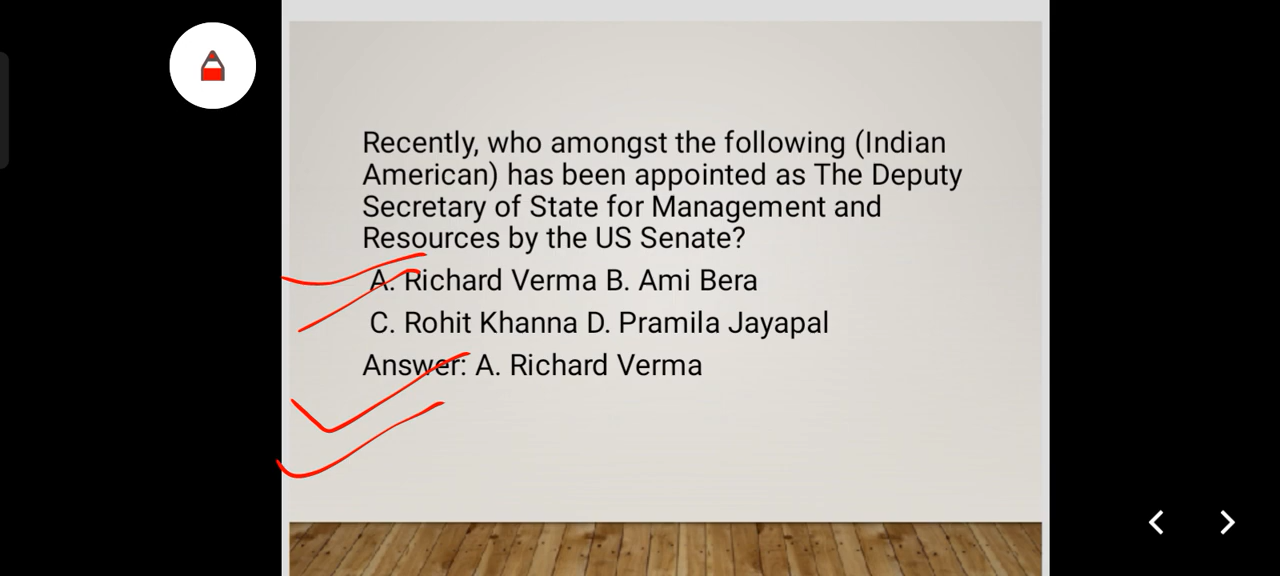 Recently, who amongst the following (Indian
American) has been appointed as The Deputy
Secretary of State for Management and
Resources by the US Senate?
A. Richard Verma B. Ami Bera
C. Rohit Khanna D. Pramila Jayapal
Answer: A. Richard Verma